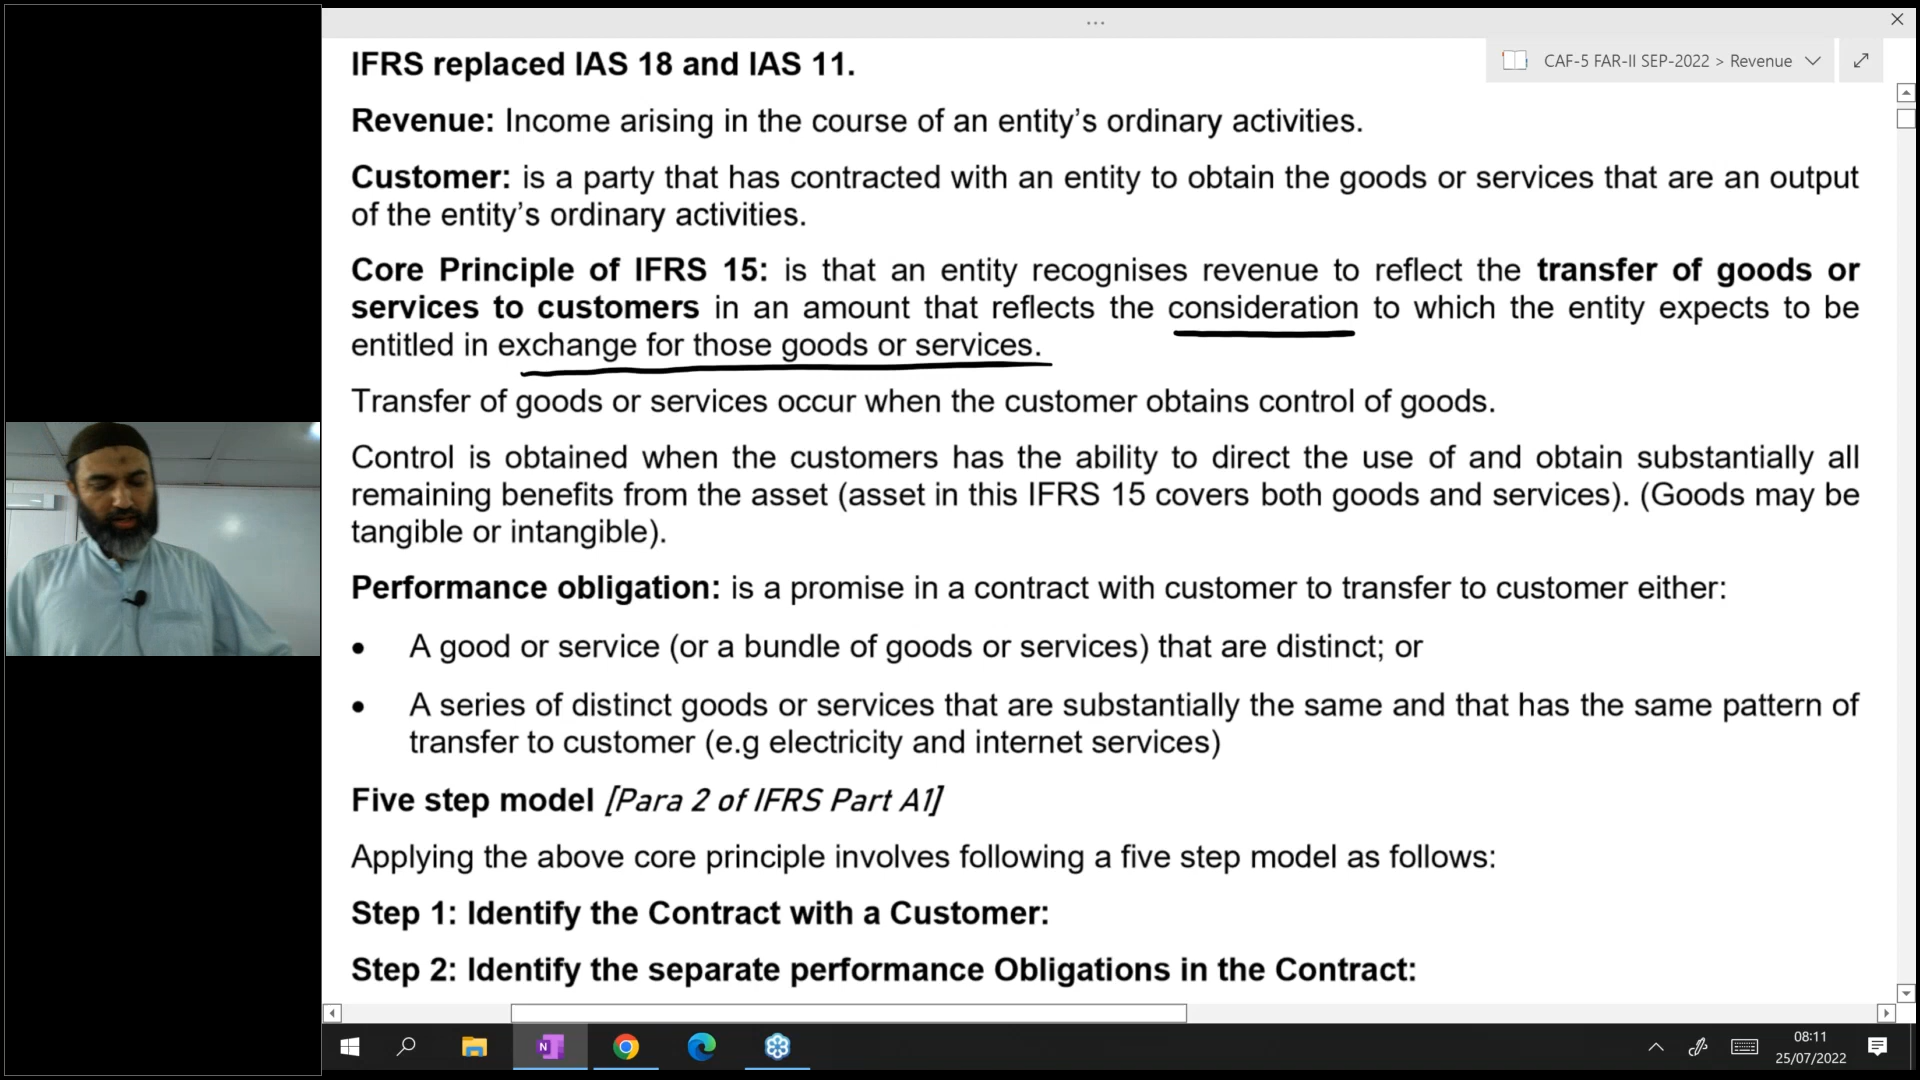 ...
CAF-5 FAR-II SEP-2022 > Revenue
IFRS replaced IAS 18 and IAS 11.
Revenue: Income arising in the course of an entity’s ordinary activities.
Customer: is a party that has contracted with an entity to obtain the goods or services that are an output
of the entity’s ordinary activities.
Core Principle of IFRS 15: is that an entity recognises revenue to reflect the transfer of goods or
services to customers in an amount that reflects the consideration to which the entity expects to be
entitled in exchange for those goods or services.
Transfer of goods or services occur when the customer obtains control of goods.
Control is obtained when the customers has the ability to direct the use of and obtain substantially all
remaining benefits from the asset (asset in this IFRS 15 covers both goods and services). (Goods may be
tangible or intangible).
Performance obligation: is a promise in a contract with customer to transfer to customer either:
• A good or service (or a bundle of goods or services) that are distinct; or
• A series of distinct goods or services that are substantially the same and that has the same pattern of
transfer to customer (e.g electricity and internet services)
Five step model [Para 2 of IFRS Part A1]
Applying the above core principle involves following a five step model as follows:
Step 1: Identify the Contract with a Customer:
Step 2: Identify the separate performance Obligations in the Contract:
N
08:11
25/07/2022